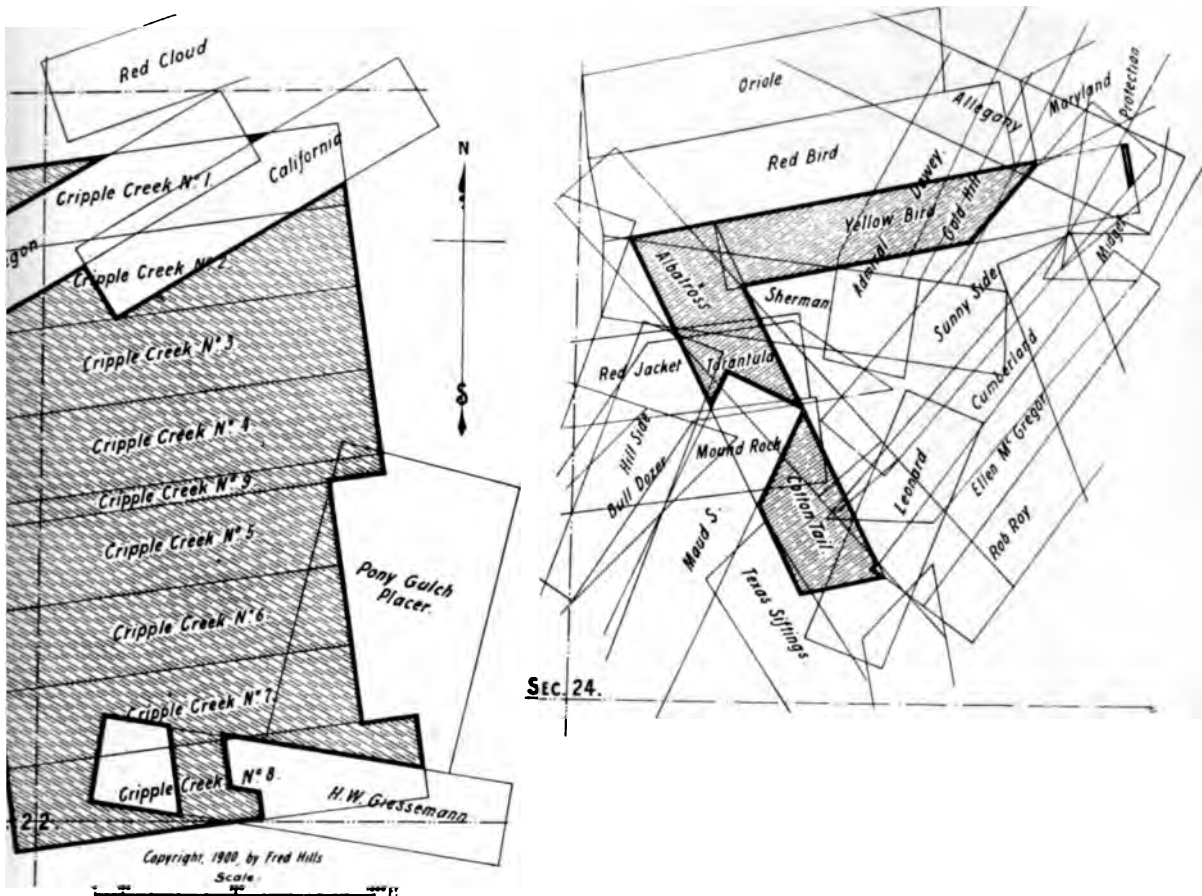 Red Cloud
Cripple Creek Nº 1.
California
Cripple Creek Nº 2.
Cripple Creek Nº 3
Cripple Creek Nº 4
Cripple Creek Nº 9
Cripple Creek Nº 5
Cripple Creek Nº 6.
Cripple Creek Nº 7
Cripple Creek Nº 8.
Pony Gulch
Placer.
H.W. Gressemann
N
S
22.
Copyright, 1900, by Fred Hills
Scale
Oriole
Allegany
Maryland
Protection
Red Bird
Yellow Bird
Admiral Dewey.
Gold Hill
Midget
Albatross
Sherman
Sunny Side
Red Jacket
Tarantula
Cumberland
Hill Side
Bull Dozer
Mound Rock
Leonard
Ellen McGregor
Cotton Tail
Rob Roy
Maud S.
Texas Siftings
SEC. 24.